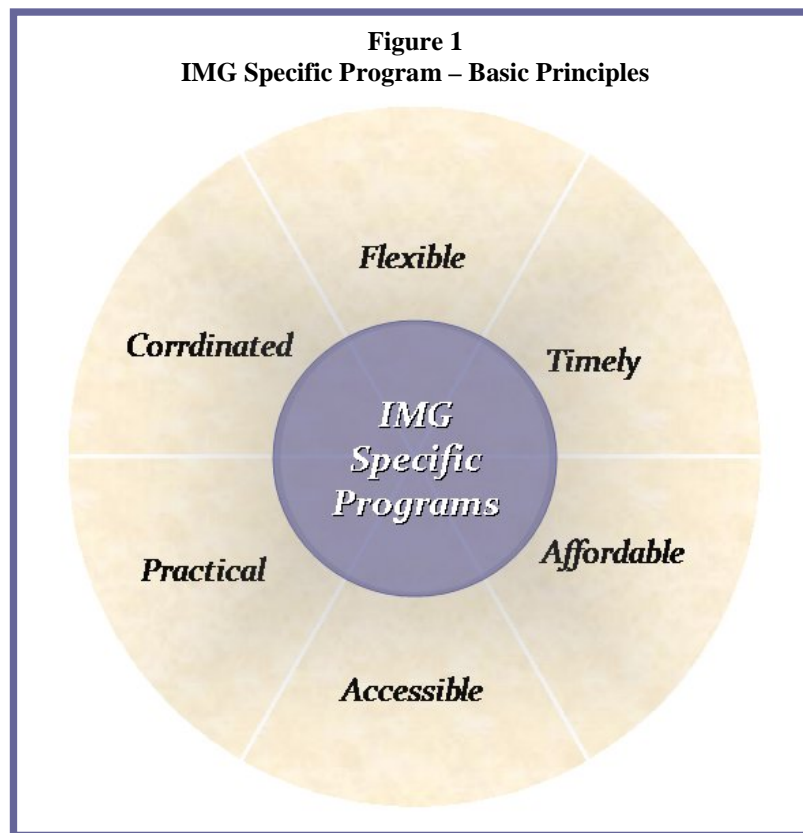 Figure 1
IMG Specific Program – Basic Principles
Flexible
Corrdinated
Timely
IMG
Specific
Programs
Practical
Affordable
Accessible